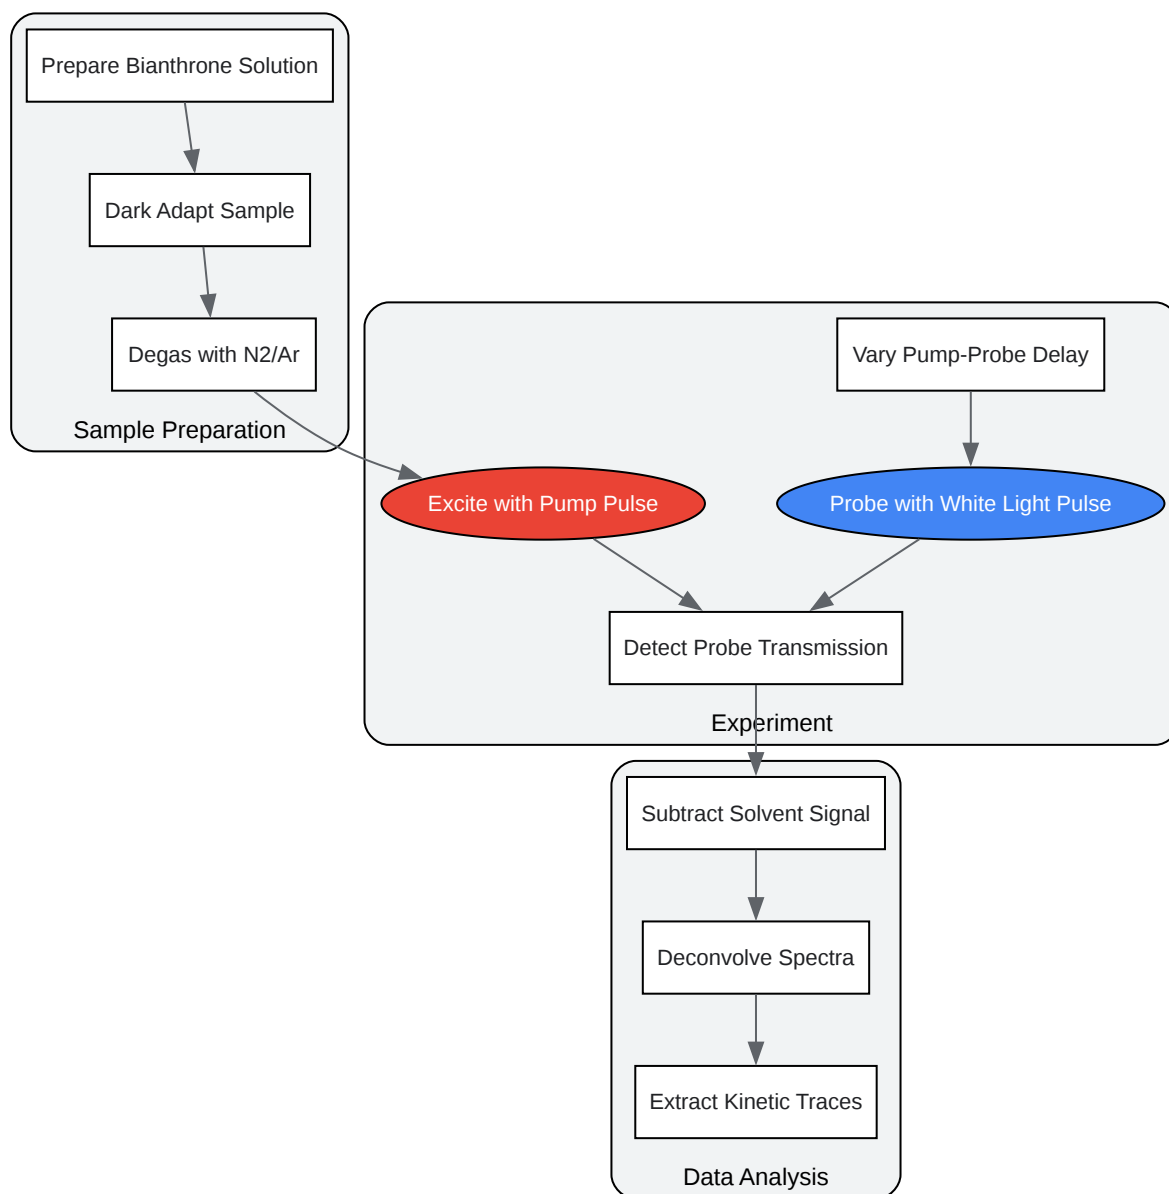 Prepare Bianthrone Solution
Dark Adapt Sample
Degas with N2/Ar
Sample Preparation
Vary Pump-Probe Delay
Excite with Pump Pulse
Probe with White Light Pulse
Detect Probe Transmission
Experiment
Subtract Solvent Signal
Deconvolve Spectra
Extract Kinetic Traces
Data Analysis